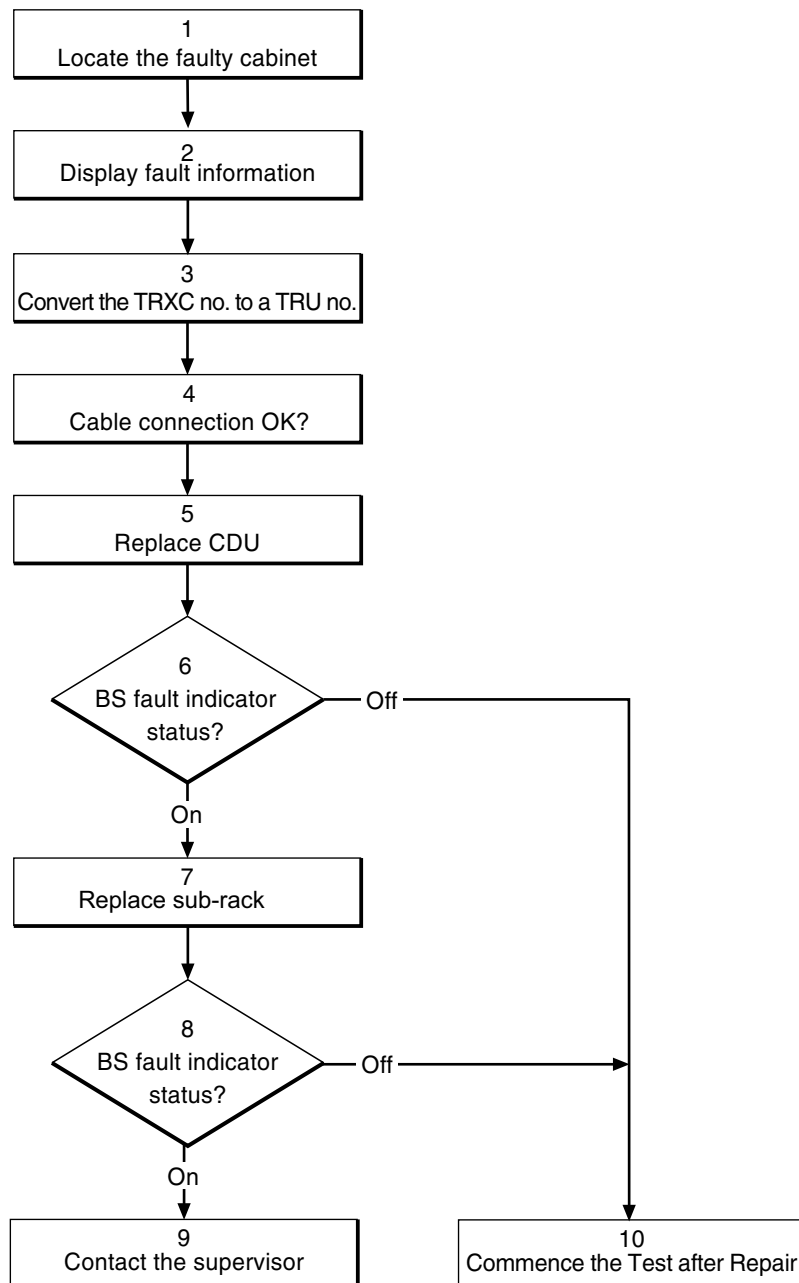 1
Locate the faulty cabinet
2
Display fault information
3
Convert the TRXC no. to a TRU no.
4
Cable connection OK?
5
Replace CDU
6
BS fault indicator
status?
Off
On
7
Replace sub-rack
8
BS fault indicator
status?
Off
On
9
Contact the supervisor
10
Commence the Test after Repair